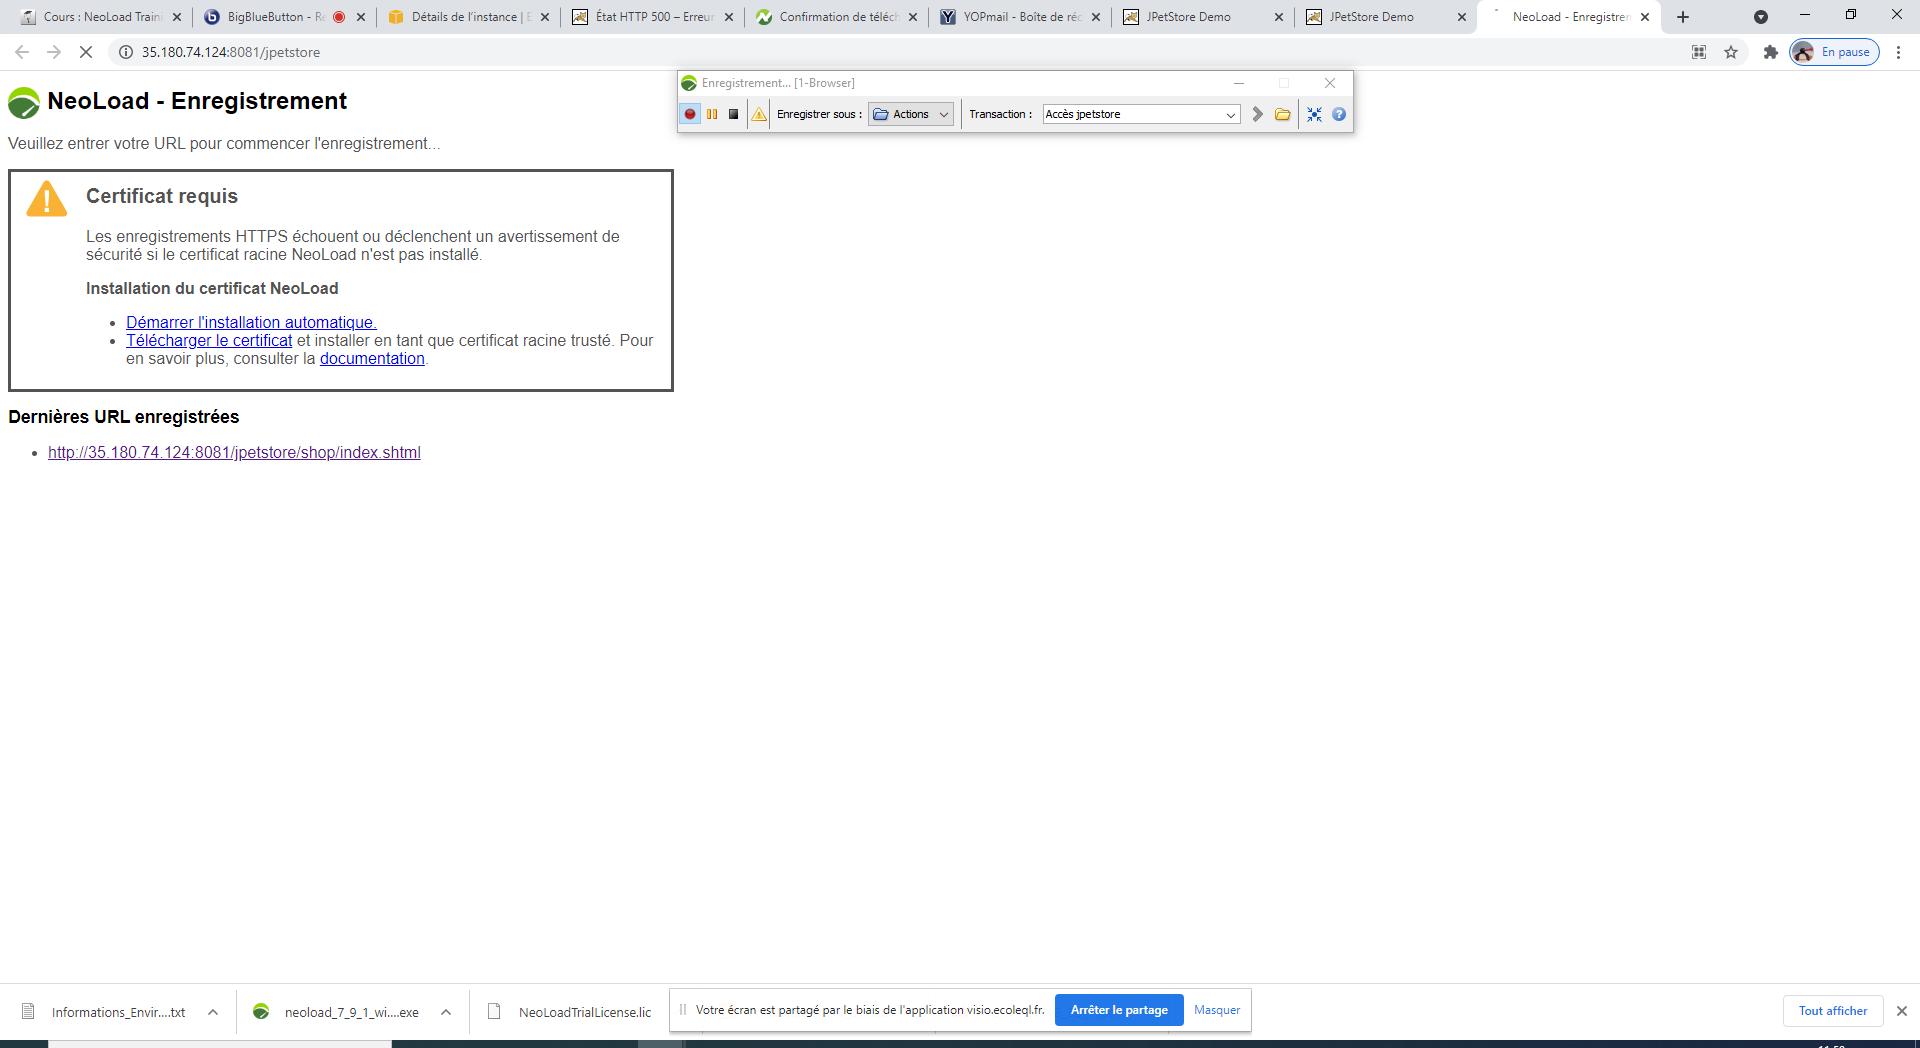 Cours : NeoLoad Traini
BigBlueButton - Re
Détails de l'instance | E
État HTTP 500 – Erreur
Confirmation de téléch
YOPmail - Boîte de réc
JPetStore Demo
JPetStore Demo
NeoLoad - Enregistrem
35.180.74.124:8081/jpetstore
En pause
Enregistrement... [1-Browser]
Enregistrer sous :
Actions
Transaction :
Accès jpetstore
NeoLoad - Enregistrement
Veuillez entrer votre URL pour commencer l'enregistrement...
Certificat requis
Les enregistrements HTTPS échouent ou déclenchent un avertissement de
sécurité si le certificat racine NeoLoad n'est pas installé.
Installation du certificat NeoLoad
Démarrer l'installation automatique.
Télécharger le certificat et installer en tant que certificat racine trusté. Pour
en savoir plus, consulter la documentation.
Dernières URL enregistrées
http://35.180.74.124:8081/jpetstore/shop/index.shtml
Informations_Envir....txt
neoload_7_9_1_wi....exe
NeoLoadTrialLicense.lic
Votre écran est partagé par le biais de l'application visio.ecoleql.fr.
Arrêter le partage
Masquer
Tout afficher